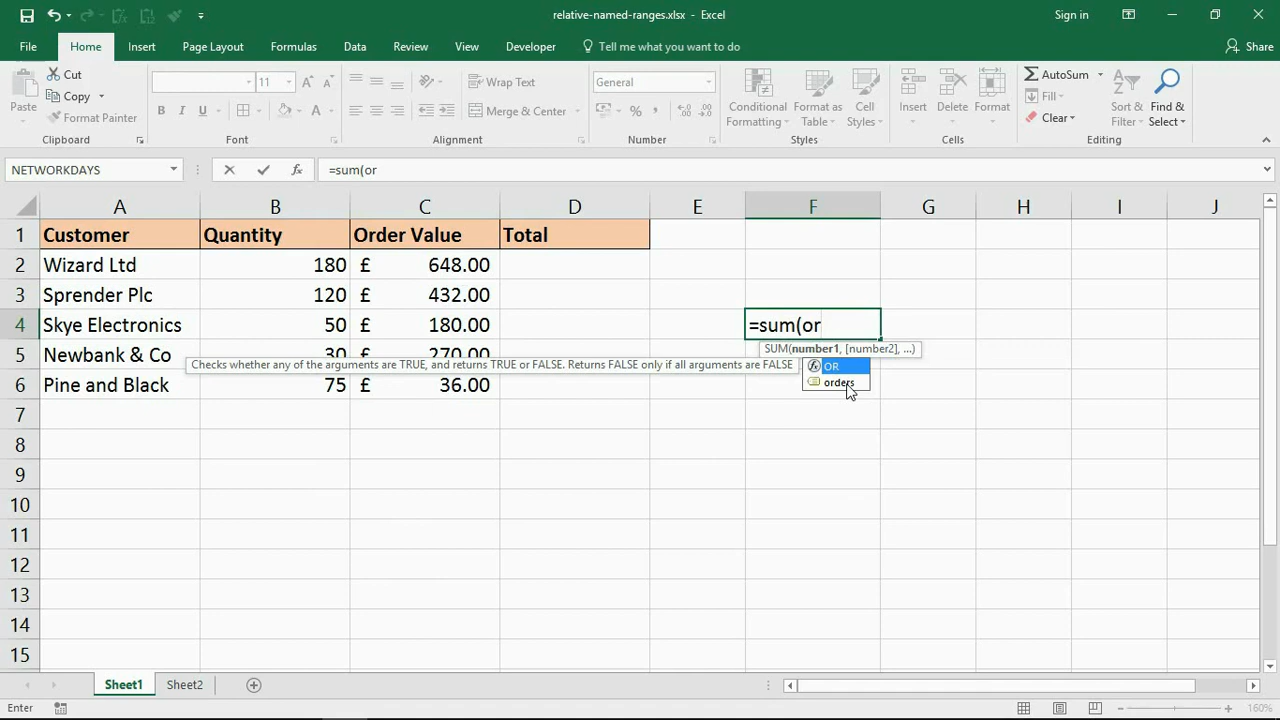 relative-named-ranges.xlsx - Excel
Sign in
File Home Insert Page Layout Formulas Data Review View Developer Tell me what you want to do Share
Paste
Cut
Copy
Format Painter
Clipboard
11
B I U
Font
Wrap Text
Merge & Center
Alignment
General
%
Number
Conditional Formatting
Format as Table
Cell Styles
Styles
Insert
Delete
Format
Cells
AutoSum
Fill
Clear
Sort & Filter
Find & Select
Editing
NETWORKDAYS
=sum(or
A B C D E F G H I J
1 Customer Quantity Order Value Total
2 Wizard Ltd 180 £ 648.00
3 Sprender Plc 120 £ 432.00
4 Skye Electronics 50 £ 180.00 =sum(or
SUM(number1, [number2], ...)
5 Newbank & Co 30 £ 270.00
Checks whether any of the arguments are TRUE, and returns TRUE or FALSE. Returns FALSE only if all arguments are FALSE
OR
orders
6 Pine and Black 75 £ 36.00
7
8
9
10
11
12
13
14
15
Sheet1 Sheet2
Enter
160%